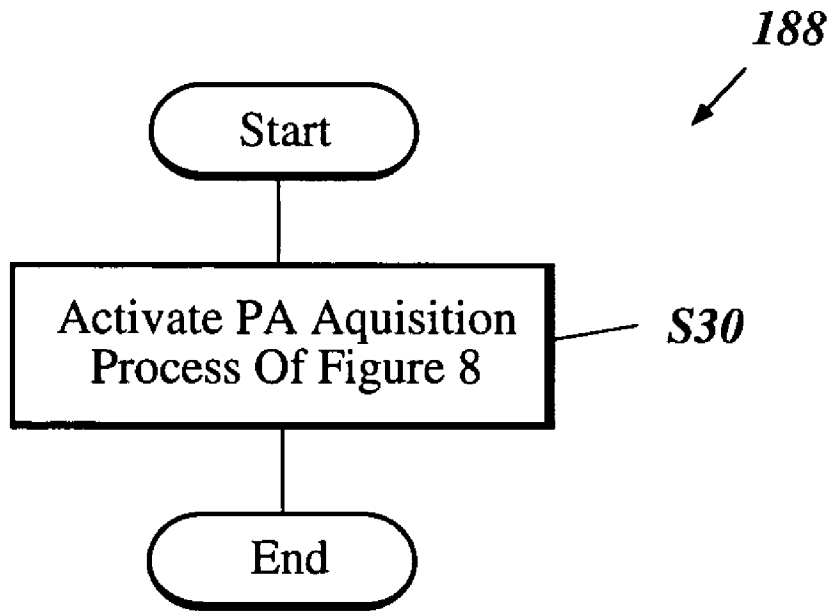 188
Start
Activate PA Aquisition
Process Of Figure 8
S30
End